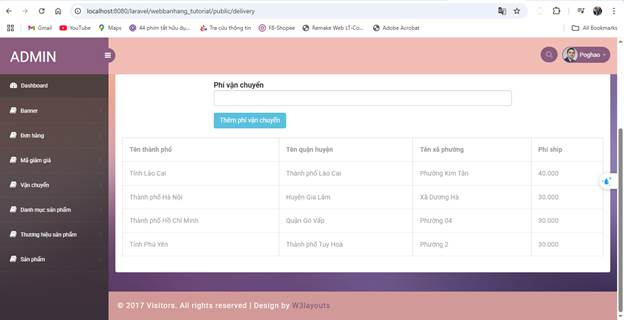 localhost:8080/laravel/webbanhang_tutorial/public/delivery
Gmail YouTube Maps 44 phím tắt hữu dụ... Tra cứu thông tin F8-Shopee Remake Web LT-Co... Adobe Acrobat All Bookmarks
ADMIN
Poghao
Dashboard
Banner
Đơn hàng
Mã giảm giá
Vận chuyển
Danh mục sản phẩm
Thương hiệu sản phẩm
Sản phẩm
Phí vận chuyển
Thêm phí vận chuyển
Tên thành phố Tên quận huyện Tên xã phường Phí ship
Tỉnh Lào Cai Thành phố Lào Cai Phường Kim Tân 40.000
Thành phố Hà Nội Huyện Gia Lâm Xã Dương Hà 30.000
Thành phố Hồ Chí Minh Quận Gò Vấp Phường 04 30.000
Tỉnh Phú Yên Thành phố Tuy Hoà Phường 2 30.000
© 2017 Visitors. All rights reserved | Design by W3layouts